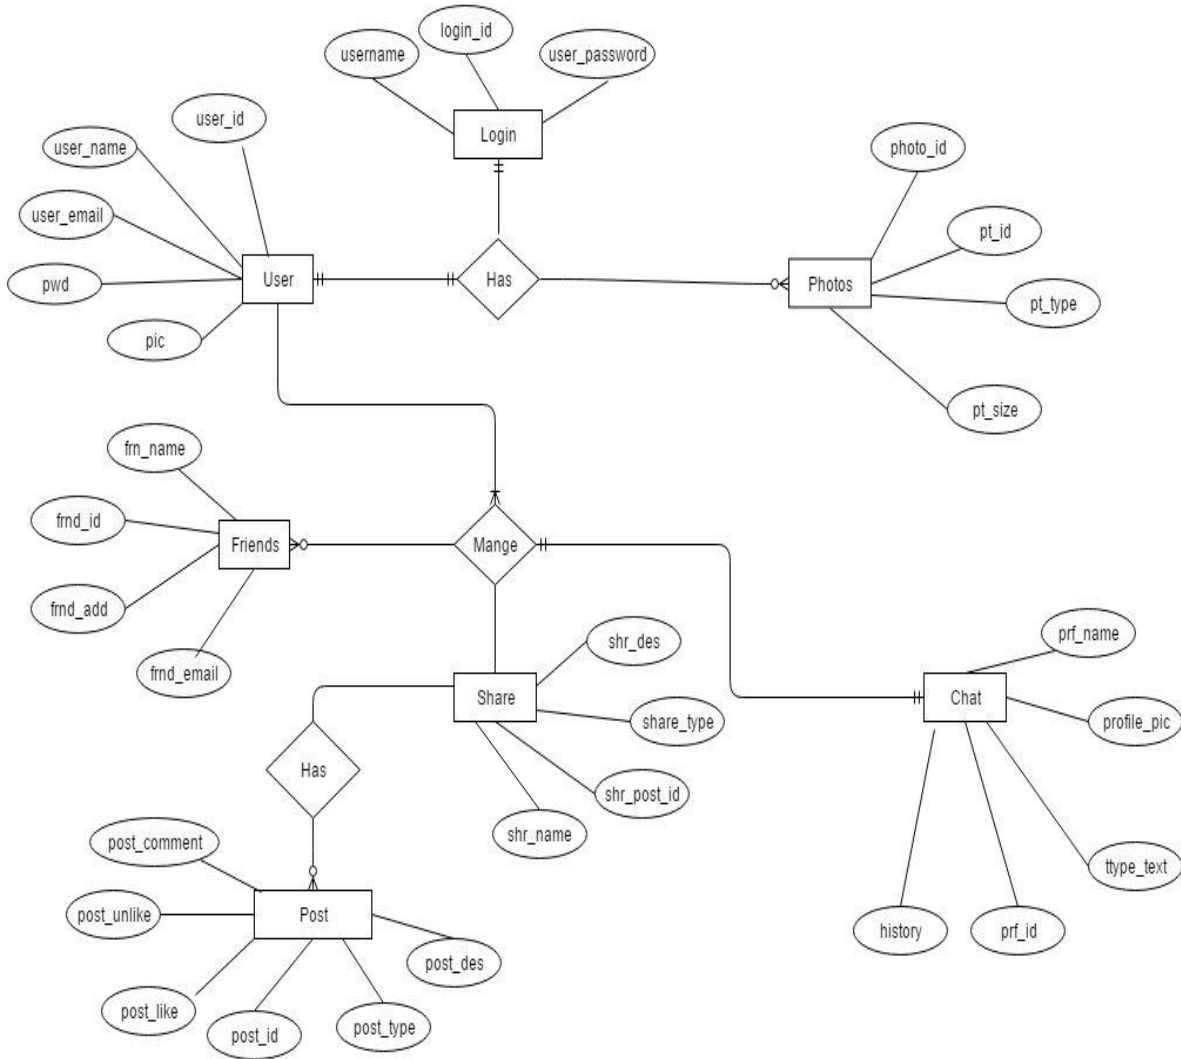 login_id
username
user_password
user_id
Login
user_name
photo_id
user_email
pt_id
User
Has
Photos
pwd
pt_type
pic
pt_size
frn_name
frnd_id
Friends
Mange
frnd_add
shr_des
prf_name
frnd_email
Share
Chat
share_type
profile_pic
Has
shr_post_id
shr_name
post_comment
ttype_text
post_unlike
Post
history
prf_id
post_des
post_like
post_id
post_type